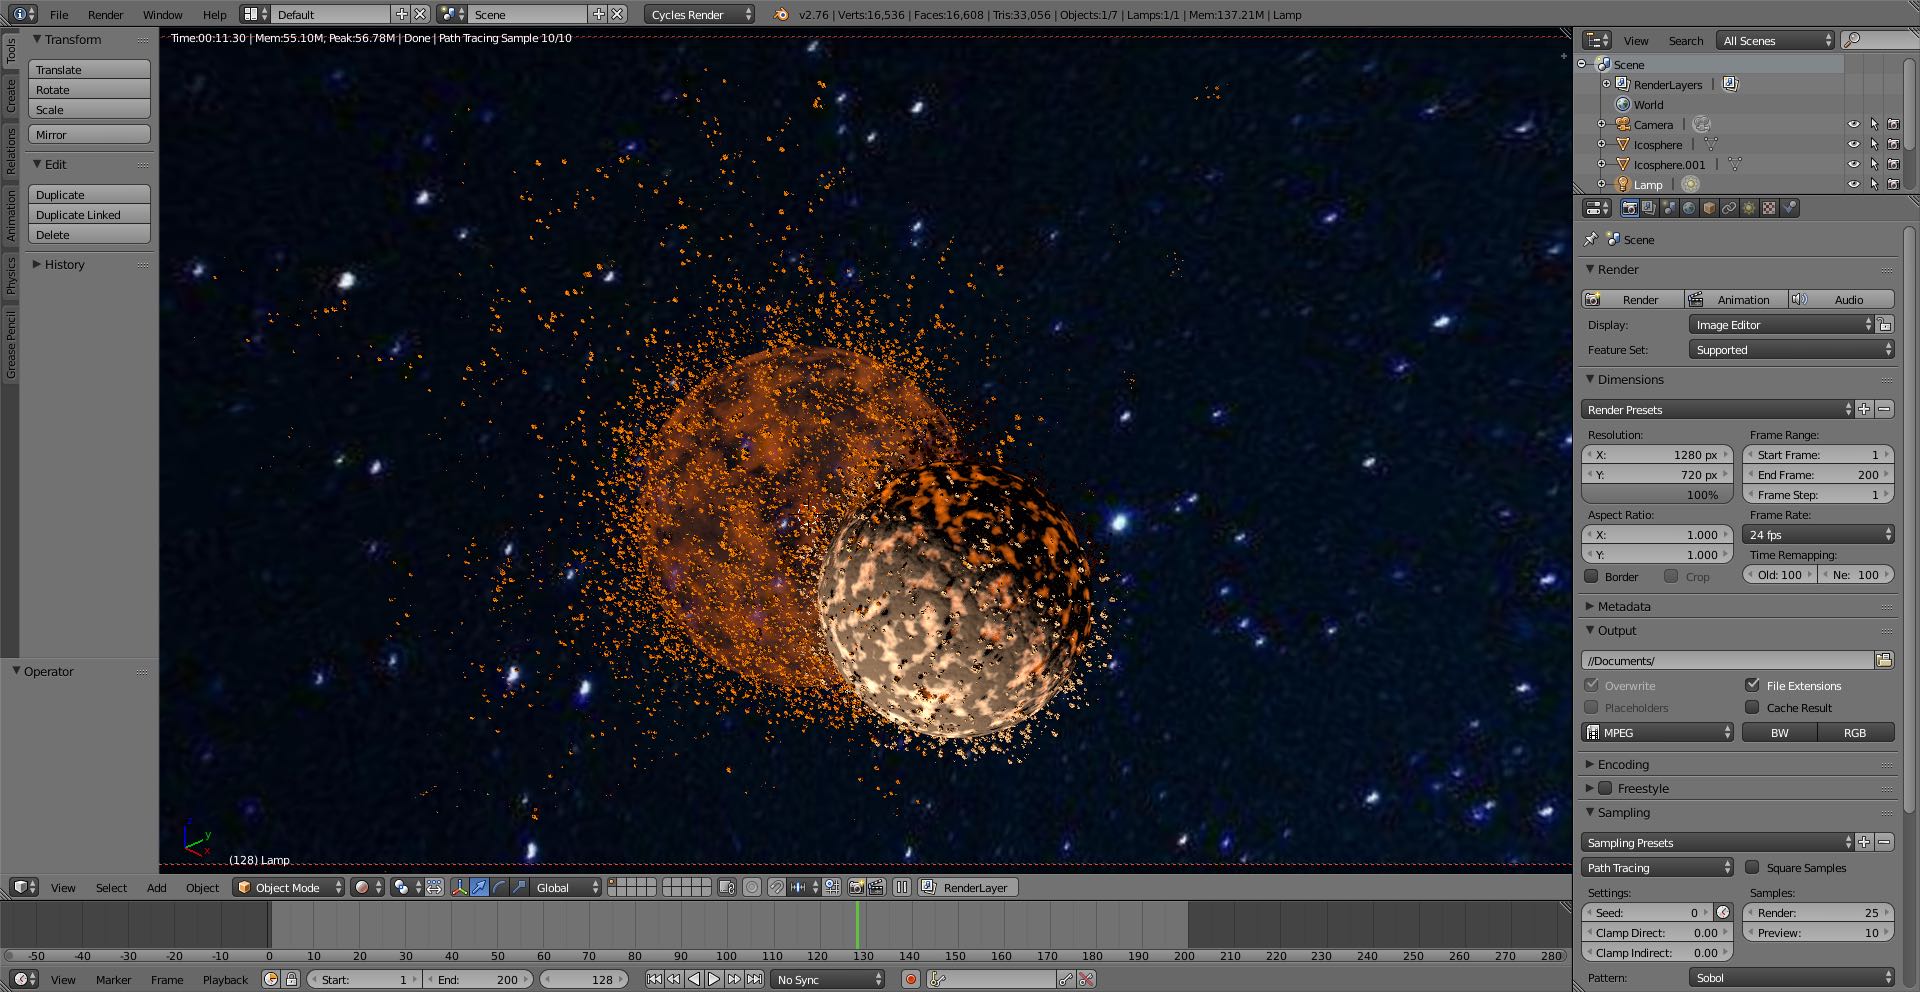 File Render Window Help Default Scene Cycles Render v2.76 | Verts:16,536 | Faces:16,608 | Tris:33,056 | Objects:1/7 | Lamps:1/1 | Mem:137.21M | Lamp
Time:00:11.30 | Mem:55.10M, Peak:56.78M | Done | Path Tracing Sample 10/10
Tools
Create
Relations
Animation
Physics
Grease Pencil
Transform
Translate
Rotate
Scale
Mirror
Edit
Duplicate
Duplicate Linked
Delete
History
Operator
(128) Lamp
View Search All Scenes
Scene
RenderLayers
World
Camera
Icosphere
Icosphere.001
Lamp
Scene
Render
Render Animation Audio
Display: Image Editor
Feature Set: Supported
Dimensions
Render Presets
Resolution: Frame Range:
X: 1280 px Start Frame: 1
Y: 720 px End Frame: 200
100% Frame Step: 1
Aspect Ratio: Frame Rate:
X: 1.000 24 fps
Y: 1.000 Time Remapping:
Border Crop Old: 100 Ne: 100
Metadata
Output
//Documents/
Overwrite File Extensions
Placeholders Cache Result
MPEG BW RGB
Encoding
Freestyle
Sampling
Sampling Presets
Path Tracing Square Samples
Settings: Samples:
Seed: 0 Render: 25
Clamp Direct: 0.00 Preview: 10
Clamp Indirect: 0.00
Pattern: Sobol
z
y
x
View Select Add Object Object Mode Global RenderLayer
-50 -40 -30 -20 -10 0 10 20 30 40 50 60 70 80 90 100 110 120 130 140 150 160 170 180 190 200 210 220 230 240 250 260 270 280
View Marker Frame Playback Start: 1 End: 200 128 No Sync